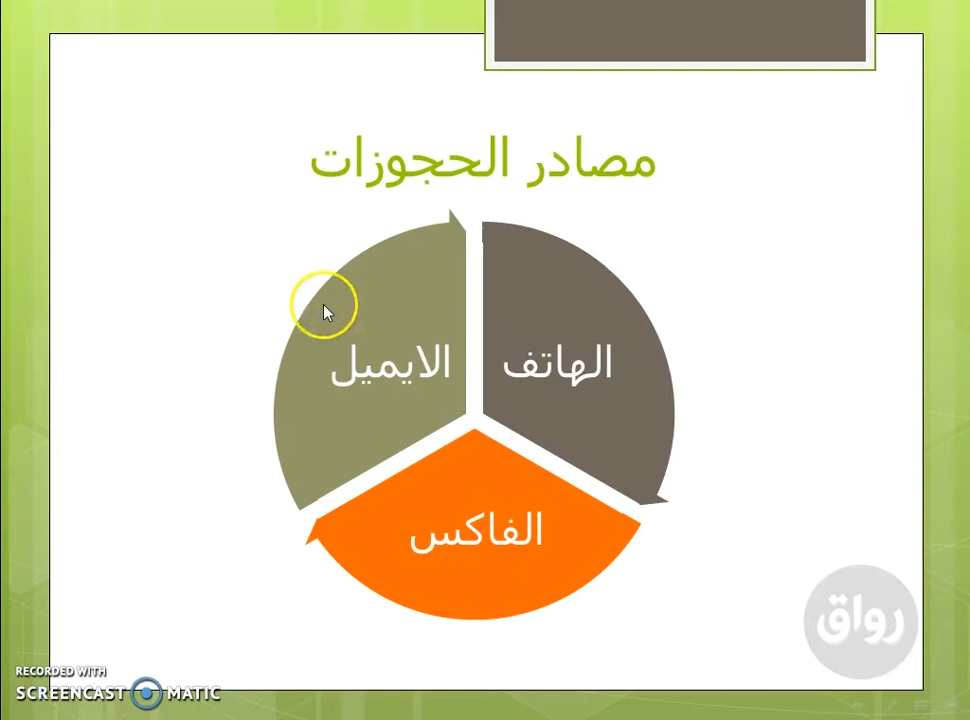 مصادر الحجوزات
الهاتف
الايميل
الفاكس
رواق
RECORDED WITH
SCREENCAST MATIC